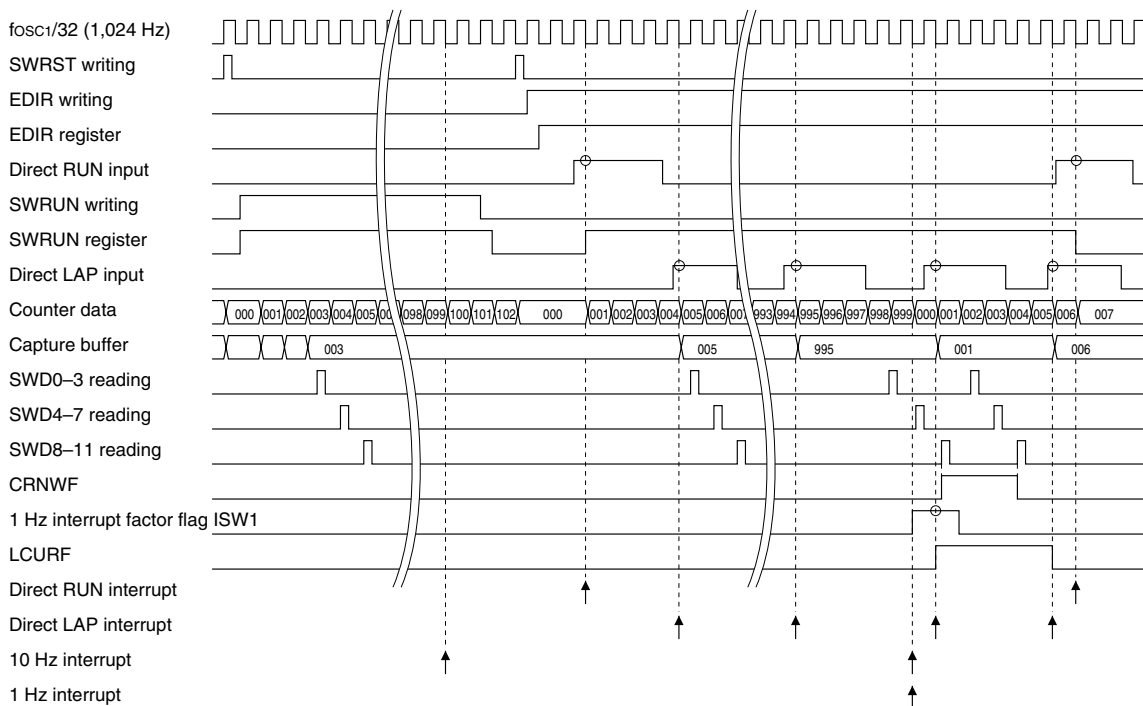 fOSC1/32 (1,024 Hz)
SWRST writing
EDIR writing
EDIR register
Direct RUN input
SWRUN writing
SWRUN register
Direct LAP input
Counter data 000 001 002 003 004 005 00 098 099 100 101 102 000 001 002 003 004 005 006 00 993 994 995 996 997 998 999 000 001 002 003 004 005 006 007
Capture buffer 003 005 995 001 006
SWD0–3 reading
SWD4–7 reading
SWD8–11 reading
CRNWF
1 Hz interrupt factor flag ISW1
LCURF
Direct RUN interrupt
Direct LAP interrupt
10 Hz interrupt
1 Hz interrupt